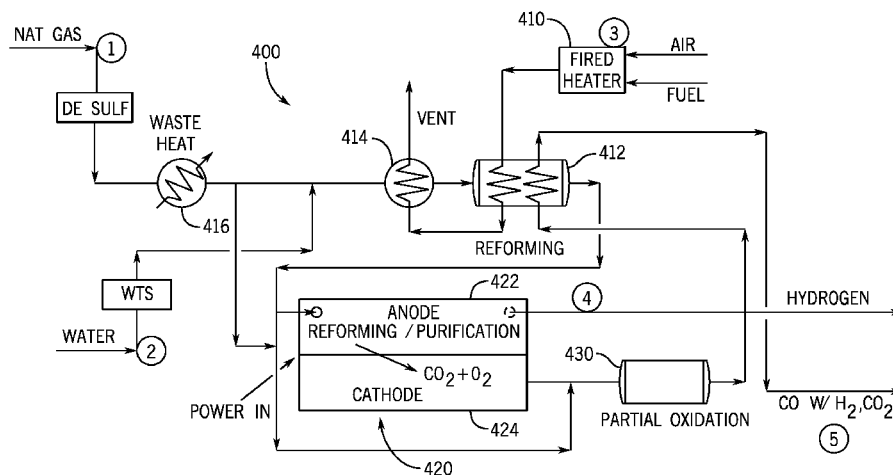 NAT GAS
1
400
410
3
AIR
FIRED
HEATER
FUEL
DE SULF
WASTE
HEAT
414
VENT
412
416
REFORMING
WTS
422
4
HYDROGEN
ANODE
REFORMING / PURIFICATION
WATER
2
430
CO2+O2
CATHODE
POWER IN
PARTIAL OXIDATION
CO W/ H2,CO2
424
5
420